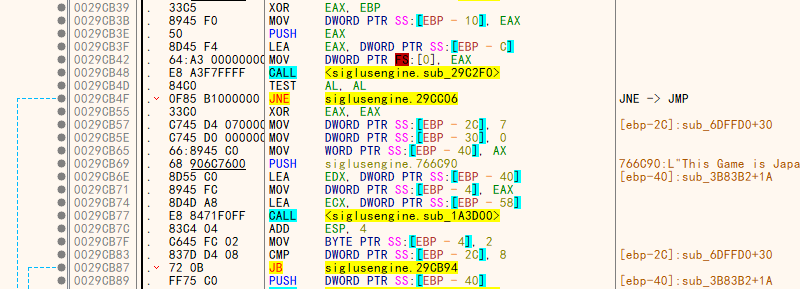 0029CB39 . 33C5 XOR EAX, EBP
0029CB3B . 8945 F0 MOV DWORD PTR SS:[EBP - 10], EAX
0029CB3E . 50 PUSH EAX
0029CB3F . 8D45 F4 LEA EAX, DWORD PTR SS:[EBP - C]
0029CB42 . 64:A3 00000000 MOV DWORD PTR FS:[0], EAX
0029CB48 . E8 A3F7FFFF CALL <siglusengine.sub_29C2F0>
0029CB4D . 84C0 TEST AL, AL
0029CB4F . 0F85 B1000000 JNE siglusengine.29CC06 JNE -> JMP
0029CB55 . 33C0 XOR EAX, EAX
0029CB57 . C745 D4 070000 MOV DWORD PTR SS:[EBP - 2C], 7 [ebp-2C]:sub_6DFFD0+30
0029CB5E . C745 D0 000000 MOV DWORD PTR SS:[EBP - 30], 0
0029CB65 . 66:8945 C0 MOV WORD PTR SS:[EBP - 40], AX
0029CB69 . 68 906C7600 PUSH siglusengine.766C90 766C90:L"This Game is Japa
0029CB6E . 8D55 C0 LEA EDX, DWORD PTR SS:[EBP - 40] [ebp-40]:sub_3B83B2+1A
0029CB71 . 8945 FC MOV DWORD PTR SS:[EBP - 4], EAX
0029CB74 . 8D4D A8 LEA ECX, DWORD PTR SS:[EBP - 58]
0029CB77 . E8 8471F0FF CALL <siglusengine.sub_1A3D00>
0029CB7C . 83C4 04 ADD ESP, 4
0029CB7F . C645 FC 02 MOV BYTE PTR SS:[EBP - 4], 2
0029CB83 . 837D D4 08 CMP DWORD PTR SS:[EBP - 2C], 8 [ebp-2C]:sub_6DFFD0+30
0029CB87 . 72 0B JB siglusengine.29CB94
0029CB89 . FF75 C0 PUSH DWORD PTR SS:[EBP - 40] [ebp-40]:sub_3B83B2+1A